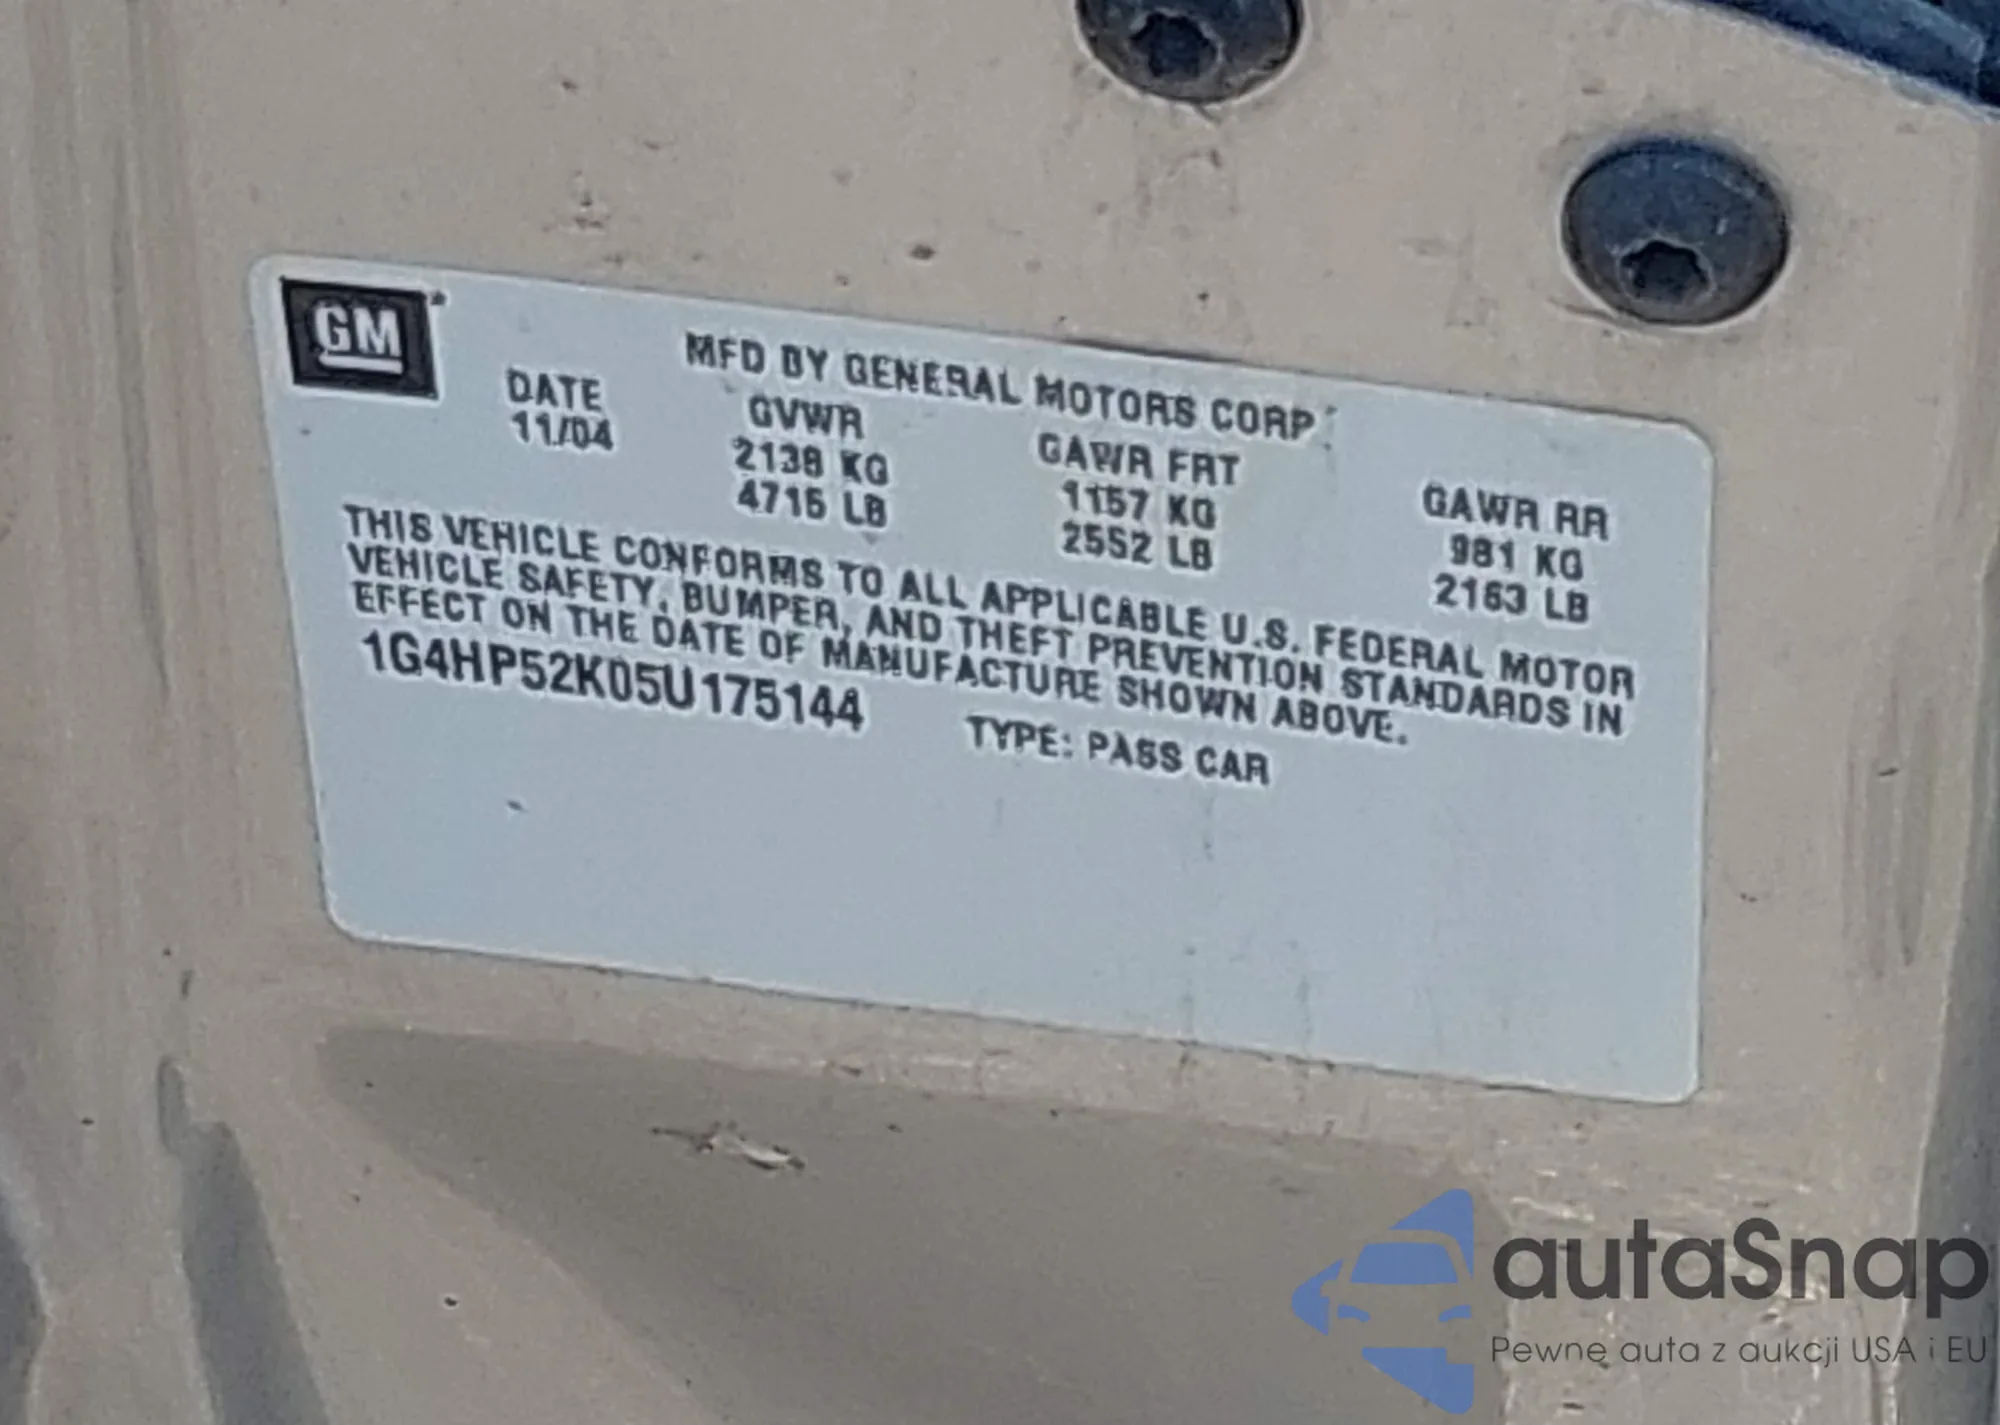 GM
MFD BY GENERAL MOTORS CORP
DATE GVWR GAWR FRT GAWR RR
11/04 2138 KG 1157 KG 981 KG
4715 LB 2552 LB 2163 LB
THIS VEHICLE CONFORMS TO ALL APPLICABLE U.S. FEDERAL MOTOR
VEHICLE SAFETY, BUMPER, AND THEFT PREVENTION STANDARDS IN
EFFECT ON THE DATE OF MANUFACTURE SHOWN ABOVE.
1G4HP52K05U175144 TYPE: PASS CAR
autaSnap
Pewne auta z aukcji USA i EU